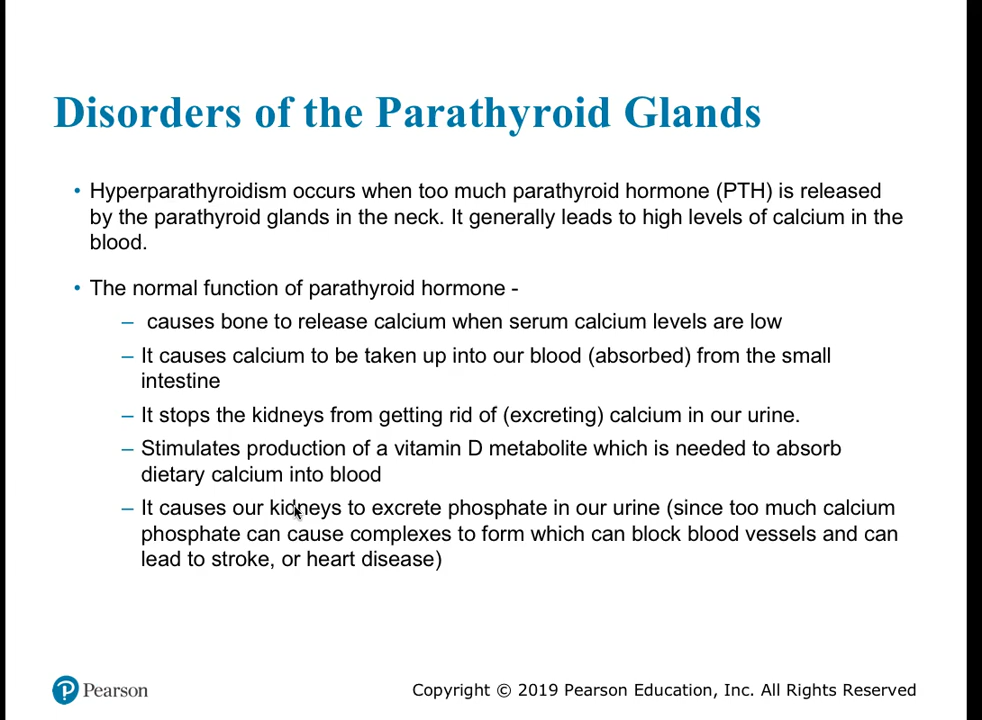 Disorders of the Parathyroid Glands
• Hyperparathyroidism occurs when too much parathyroid hormone (PTH) is released
by the parathyroid glands in the neck. It generally leads to high levels of calcium in the
blood.
• The normal function of parathyroid hormone -
– causes bone to release calcium when serum calcium levels are low
– It causes calcium to be taken up into our blood (absorbed) from the small
intestine
– It stops the kidneys from getting rid of (excreting) calcium in our urine.
– Stimulates production of a vitamin D metabolite which is needed to absorb
dietary calcium into blood
– It causes our kidneys to excrete phosphate in our urine (since too much calcium
phosphate can cause complexes to form which can block blood vessels and can
lead to stroke, or heart disease)
P Pearson
Copyright © 2019 Pearson Education, Inc. All Rights Reserved